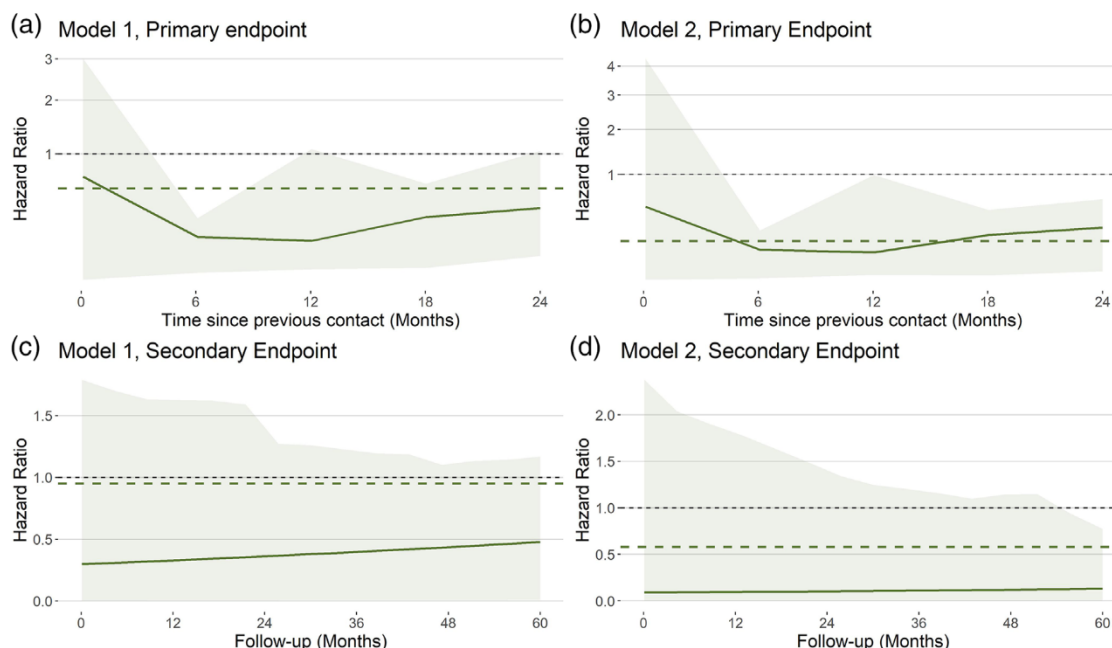 (a) Model 1, Primary endpoint
Hazard Ratio
3
2
1
0 6 12 18 24
Time since previous contact (Months)
(b) Model 2, Primary Endpoint
Hazard Ratio
4
3
2
1
0 6 12 18 24
Time since previous contact (Months)
(c) Model 1, Secondary Endpoint
Hazard Ratio
1.5
1.0
0.5
0.0
0 12 24 36 48 60
Follow-up (Months)
(d) Model 2, Secondary Endpoint
Hazard Ratio
2.0
1.5
1.0
0.5
0.0
0 12 24 36 48 60
Follow-up (Months)